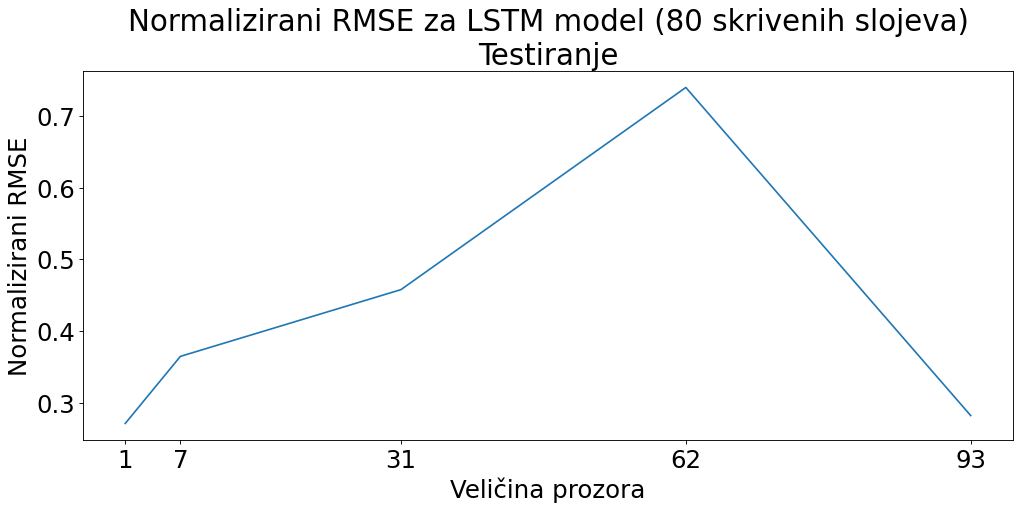 Normalizirani RMSE za LSTM model (80 skrivenih slojeva)
Testiranje
Normalizirani RMSE
0.7
0.6
0.5
0.4
0.3
1 7 31 62 93
Veličina prozora